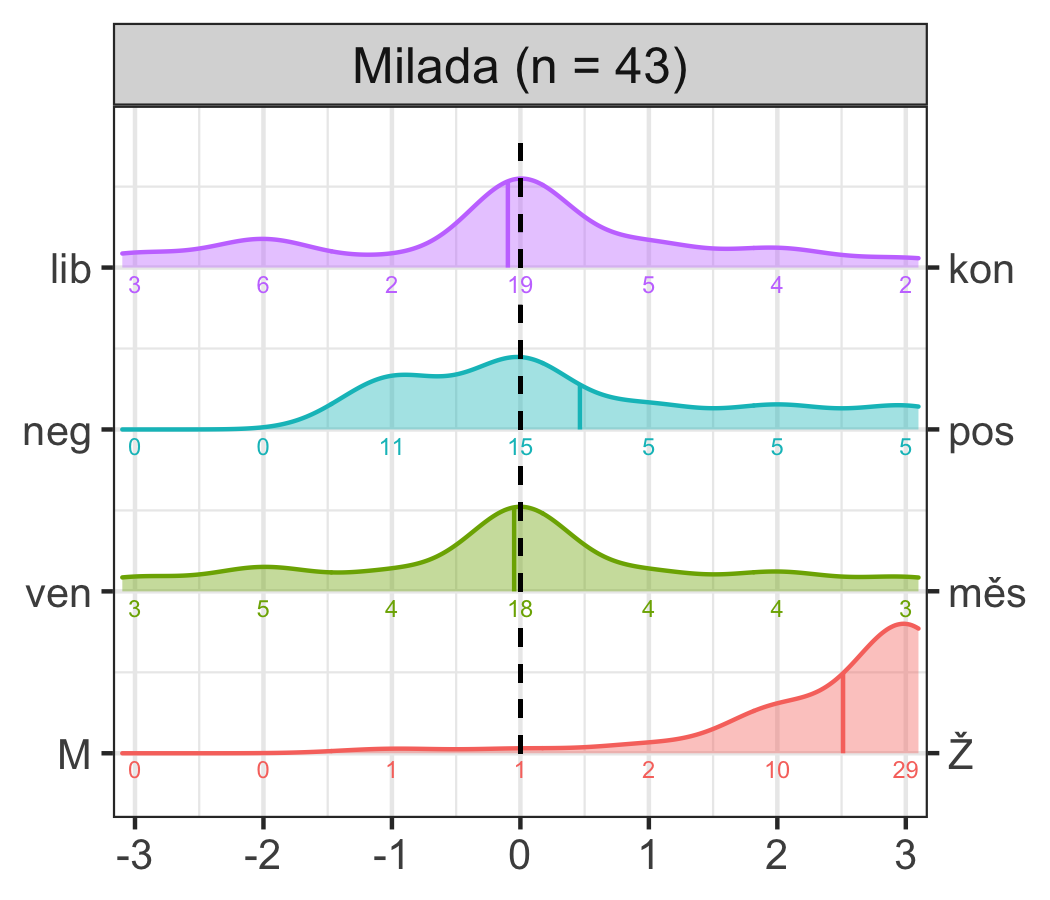 Milada (n = 43)
lib kon
3 6 2 19 5 4 2
neg pos
0 0 11 15 5 5 5
ven měs
3 5 4 18 4 4 3
M Ž
0 0 1 1 2 10 29
-3 -2 -1 0 1 2 3